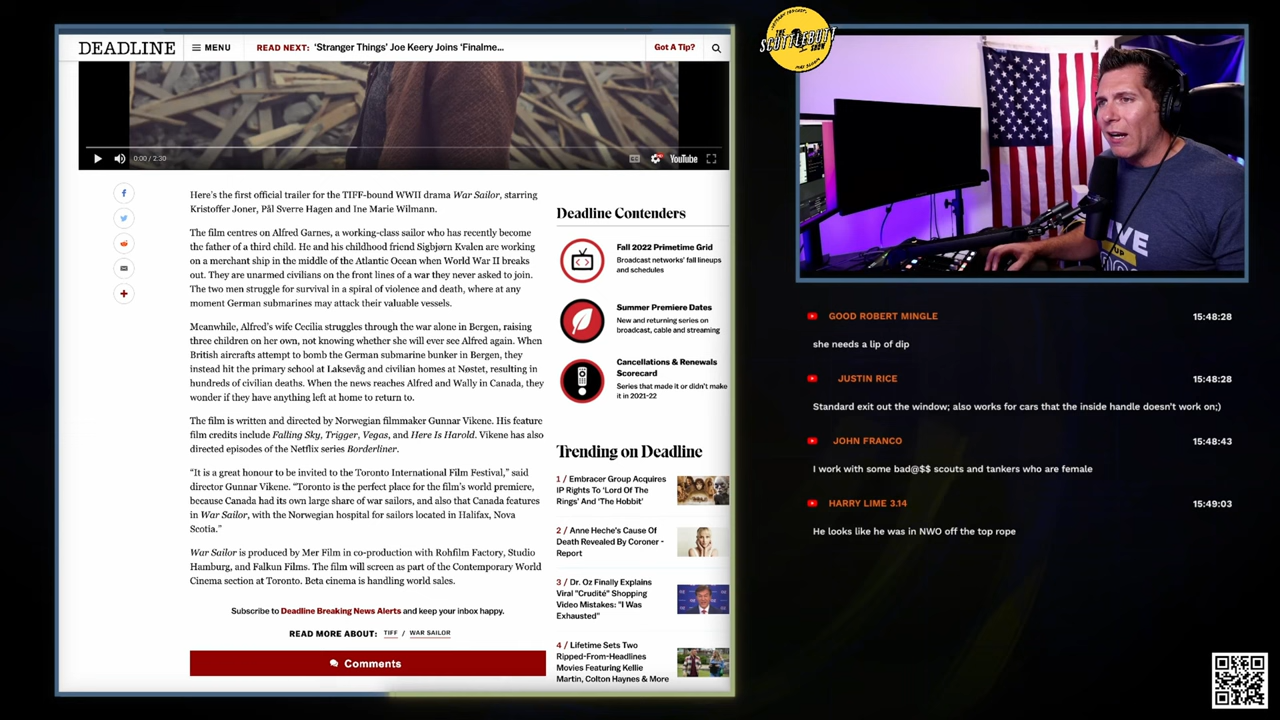 DEADLINE
MENU
READ NEXT: 'Stranger Things' Joe Keery Joins 'Finalme...
Got A Tip?
0:00 / 2:30
YouTube
Here's the first official trailer for the TIFF-bound WWII drama War Sailor, starring
Kristoffer Joner, Pål Sverre Hagen and Ine Marie Wilmann.
The film centres on Alfred Garnes, a working-class sailor who has recently become
the father of a third child. He and his childhood friend Sigbjørn Kvalen are working
on a merchant ship in the middle of the Atlantic Ocean when World War II breaks
out. They are unarmed civilians on the front lines of a war they never asked to join.
The two men struggle for survival in a spiral of violence and death, where at any
moment German submarines may attack their valuable vessels.
Meanwhile, Alfred's wife Cecilia struggles through the war alone in Bergen, raising
three children on her own, not knowing whether she will ever see Alfred again. When
British aircrafts attempt to bomb the German submarine bunker in Bergen, they
instead hit the primary school at Laksevåg and civilian homes at Nøstet, resulting in
hundreds of civilian deaths. When the news reaches Alfred and Wally in Canada, they
wonder if they have anything left at home to return to.
The film is written and directed by Norwegian filmmaker Gunnar Vikene. His feature
film credits include Falling Sky, Trigger, Vegas, and Here Is Harold. Vikene has also
directed episodes of the Netflix series Borderliner.
“It is a great honour to be invited to the Toronto International Film Festival,” said
director Gunnar Vikene. “Toronto is the perfect place for the film's world premiere,
because Canada had its own large share of war sailors, and also that Canada features
in War Sailor, with the Norwegian hospital for sailors located in Halifax, Nova
Scotia.”
War Sailor is produced by Mer Film in co-production with Rohfilm Factory, Studio
Hamburg, and Falkun Films. The film will screen as part of the Contemporary World
Cinema section at Toronto. Beta cinema is handling world sales.
Subscribe to Deadline Breaking News Alerts and keep your inbox happy.
READ MORE ABOUT: TIFF / WAR SAILOR
Comments
Deadline Contenders
Fall 2022 Primetime Grid
Broadcast networks' fall lineups
and schedules
Summer Premiere Dates
New and returning series on
broadcast, cable and streaming
Cancellations & Renewals
Scorecard
Series that made it or didn't make
it in 2021-22
Trending on Deadline
1 / Embracer Group Acquires
IP Rights To 'Lord Of The
Rings' And 'The Hobbit'
2 / Anne Heche's Cause Of
Death Revealed By Coroner -
Report
3 / Dr. Oz Finally Explains
Viral "Crudité" Shopping
Video Mistakes: "I Was
Exhausted"
4 / Lifetime Sets Two
Ripped-From-Headlines
Movies Featuring Kellie
Martin, Colton Haynes & More
THE
SCUTTLEBUTT
SHOW
GOOD ROBERT MINGLE 15:48:28
she needs a lip of dip
JUSTIN RICE 15:48:28
Standard exit out the window; also works for cars that the inside handle doesn't work on;)
JOHN FRANCO 15:48:43
I work with some bad@$$ scouts and tankers who are female
HARRY LIME 3.14 15:49:03
He looks like he was in NWO off the top rope